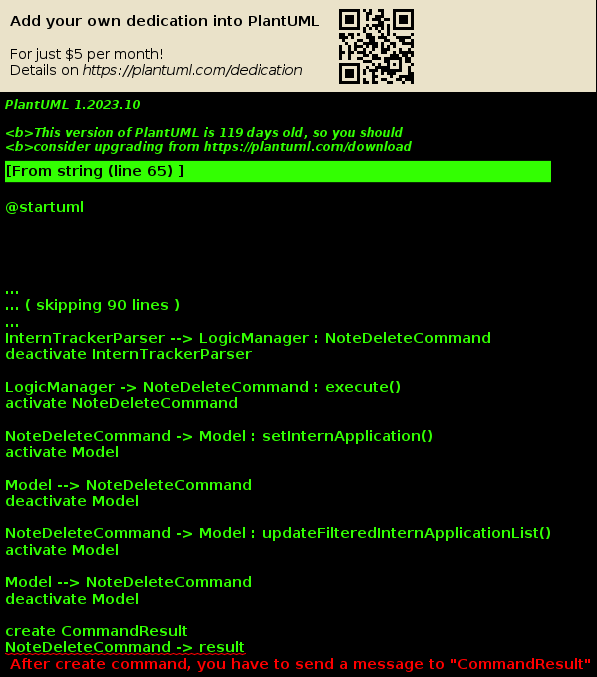 Add your own dedication into PlantUML
For just $5 per month!
Details on https://plantuml.com/dedication
PlantUML 1.2023.10
<b>This version of PlantUML is 119 days old, so you should
<b>consider upgrading from https://plantuml.com/download
[From string (line 65) ]
@startuml
...
... ( skipping 90 lines )
...
InternTrackerParser --> LogicManager : NoteDeleteCommand
deactivate InternTrackerParser
LogicManager -> NoteDeleteCommand : execute()
activate NoteDeleteCommand
NoteDeleteCommand -> Model : setInternApplication()
activate Model
Model --> NoteDeleteCommand
deactivate Model
NoteDeleteCommand -> Model : updateFilteredInternApplicationList()
activate Model
Model --> NoteDeleteCommand
deactivate Model
create CommandResult
NoteDeleteCommand -> result
After create command, you have to send a message to "CommandResult"